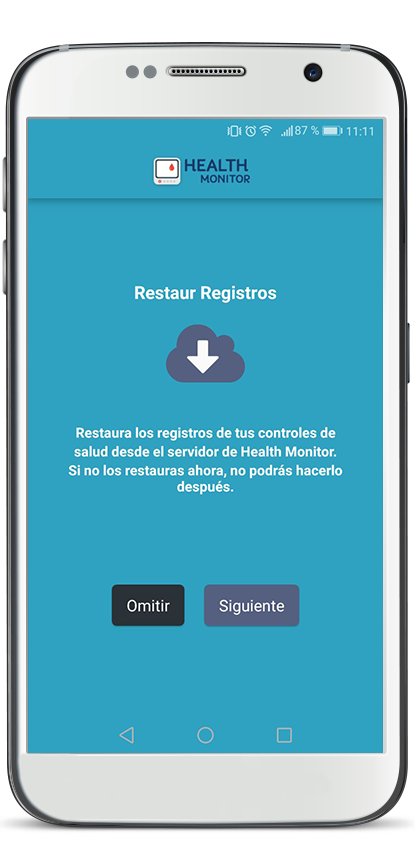 87 % 11:11
HEALTH
MONITOR
Restaur Registros
Restaura los registros de tus controles de
salud desde el servidor de Health Monitor.
Si no los restauras ahora, no podrás hacerlo
después.
Omitir
Siguiente